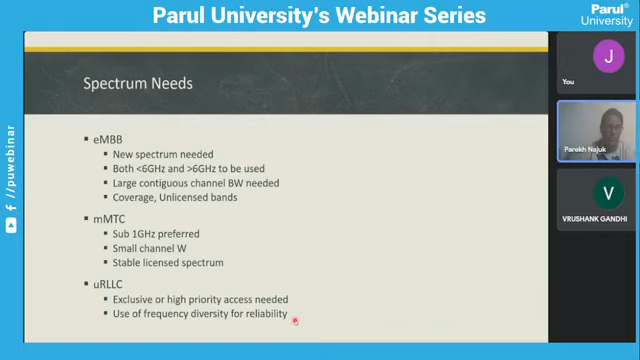 Parul University's Webinar Series
Parul®
University
Spectrum Needs
eMBB
New spectrum needed
Both <6GHz and >6GHz to be used
Large contiguous channel BW needed
Coverage, Unlicensed bands
mMTC
Sub 1GHz preferred
Small channel W
Stable licensed spectrum
uRLLC
Exclusive or high priority access needed
Use of frequency diversity for reliability
J
You
Parekh Najuk
V
VRUSHANK GANDHI
/puwebinar